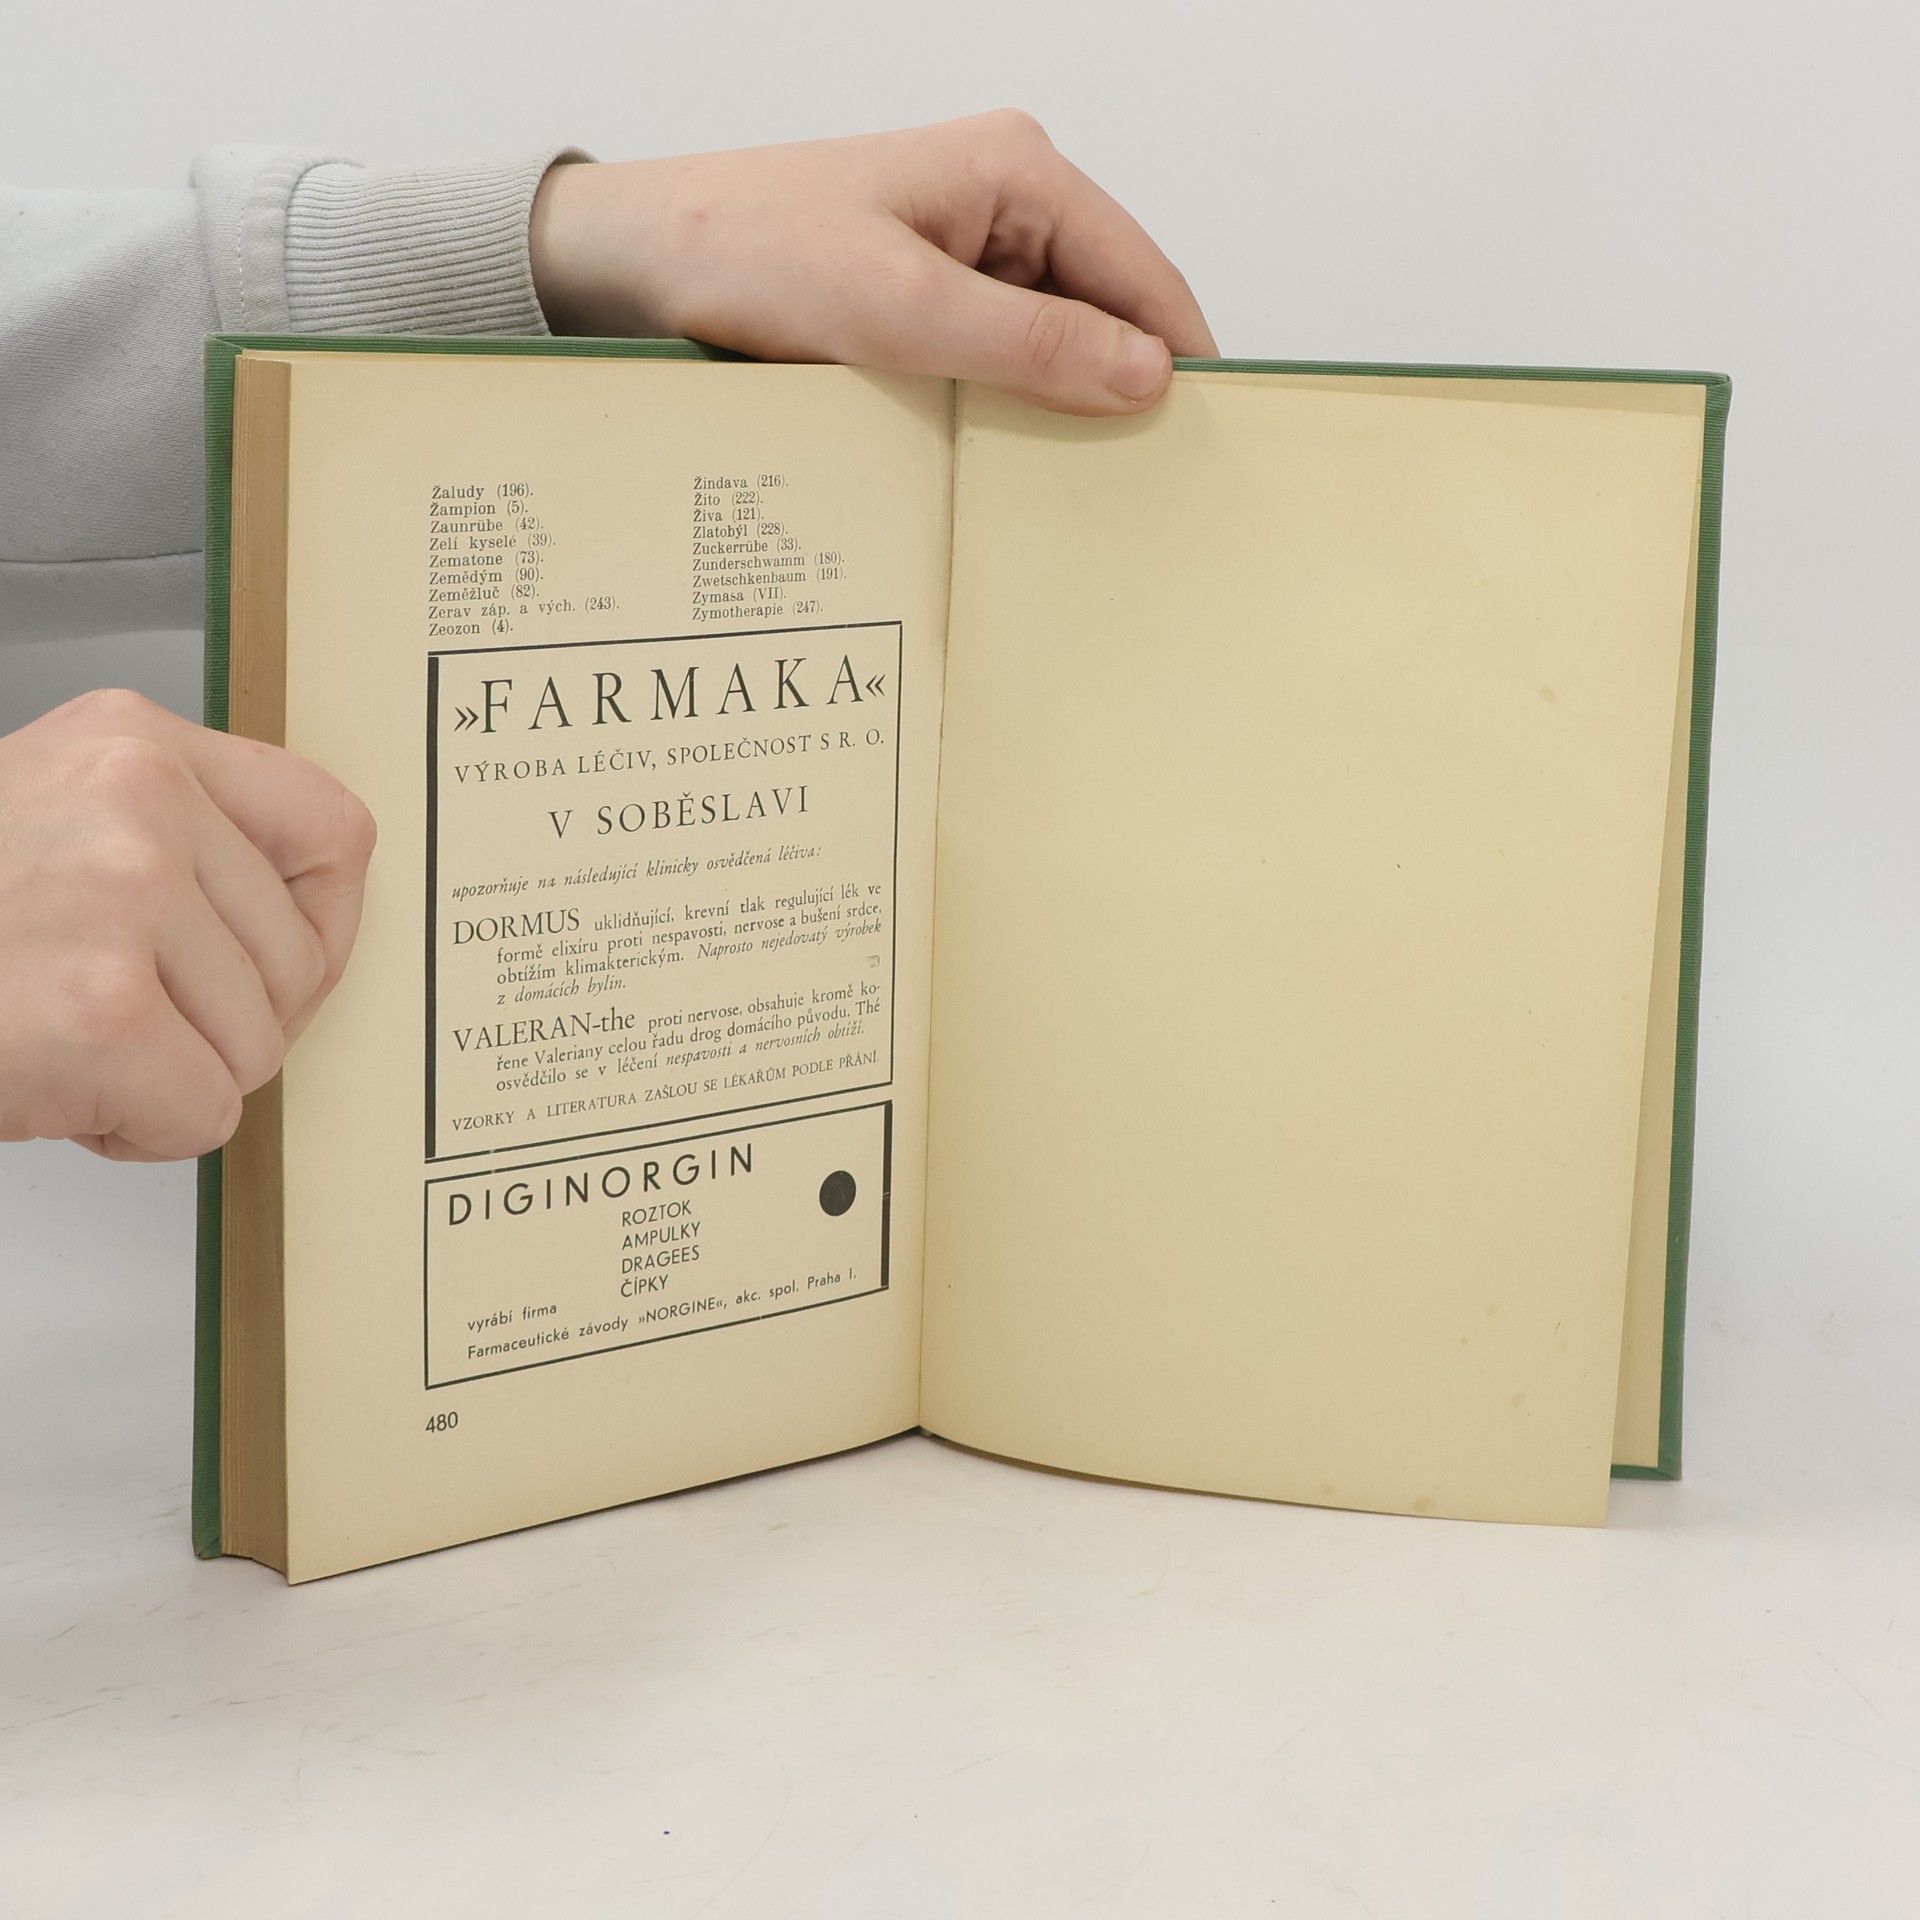 Žaludy (196).
Žampion (5).
Zaunrübe (42).
Zelí kyselé (39).
Zematone (73).
Zemědým (90).
Zeměžluč (82).
Zerav záp. a vých. (243).
Zeozon (4).
Žindava (216).
Žito (222).
Živa (121).
Zlatobýl (228).
Zuckerrübe (33).
Zunderschwamm (180).
Zwetschkenbaum (191).
Zymasa (VII).
Zymotherapie (247).
»FARMAKA«
VÝROBA LÉČIV, SPOLEČNOST S R. O.
V SOBĚSLAVI
upozorňuje na následující klinicky osvědčená léčiva:
DORMUS uklidňující, krevní tlak regulující lék ve
formě elixíru proti nespavosti, nervose a bušení srdce,
obtížím klimakterickým. Naprosto nejedovatý výrobek
z domácích bylin.
VALERAN-the proti nervose, obsahuje kromě ko-
řene Valeriany celou řadu drog domácího původu. Thé
osvědčilo se v léčení nespavosti a nervosních obtíží.
VZORKY A LITERATURA ZAŠLOU SE LÉKAŘŮM PODLE PŘÁNÍ.
DIGINORGIN
ROZTOK
AMPULKY
DRAGEES
ČÍPKY
vyrábí firma
Farmaceutické závody »NORGINE«, akc. spol. Praha I.
480